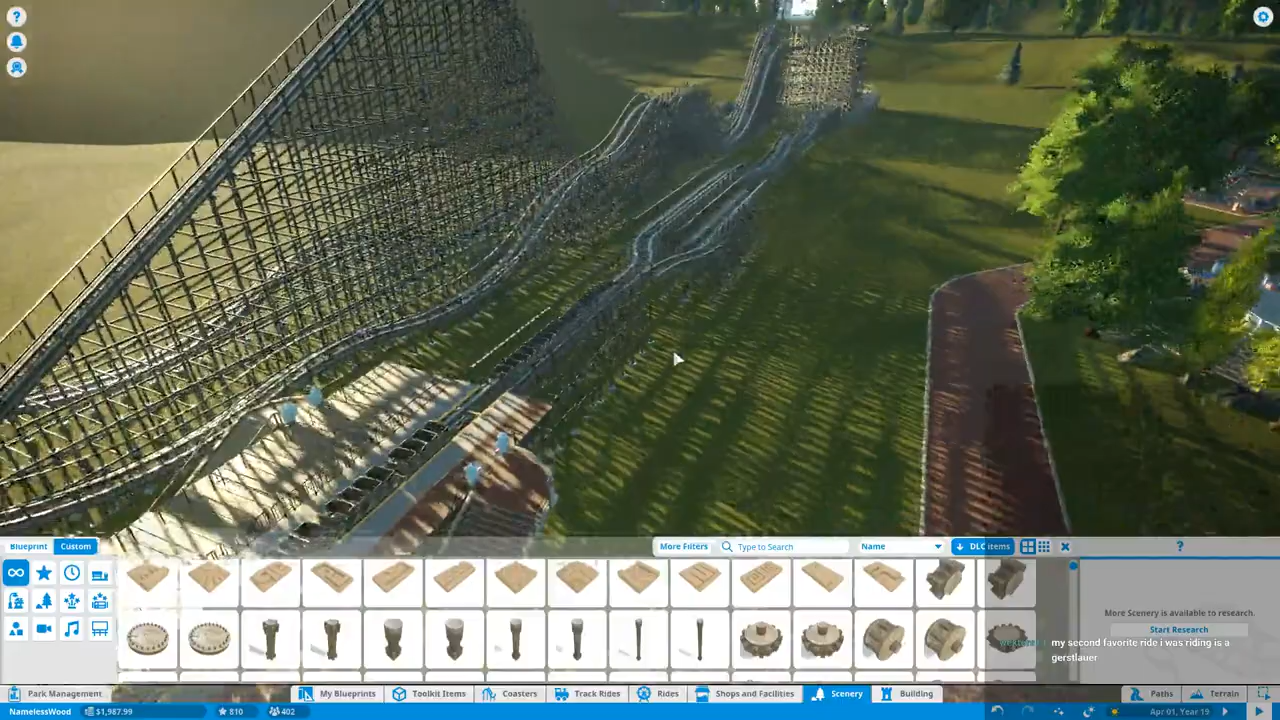 ?
Blueprint Custom More Filters Type to Search Name DLC items ?
More Scenery is available to research.
Start Research
my second favorite ride i was riding is a
gerstlauer
Park Management My Blueprints Toolkit Items Coasters Track Rides Rides Shops and Facilities Scenery Building Paths Terrain
NamelessWood $1,987.99 810 402 Apr 01, Year 19